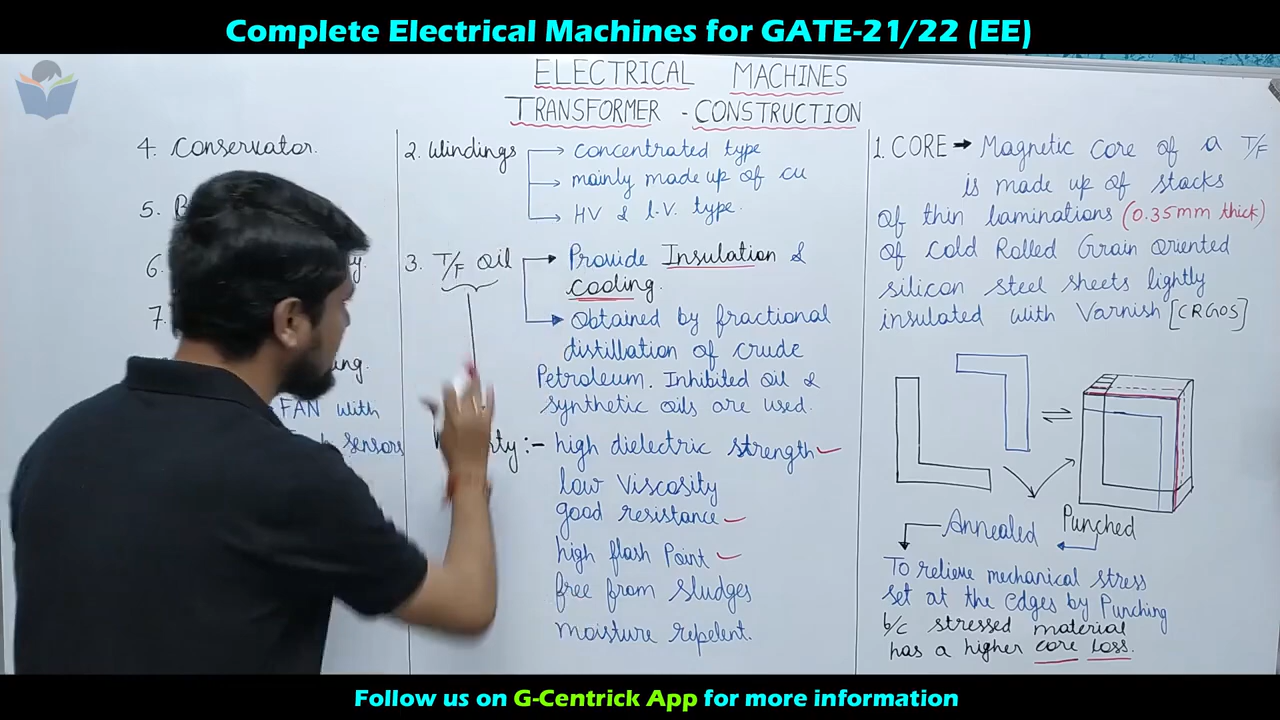 Complete Electrical Machines for GATE-21/22 (EE)
ELECTRICAL MACHINES
TRANSFORMER - CONSTRUCTION
4. Conservator.
5. B
6.
7.
ing.
FAN with
sensors
2. Windings
concentrated type
mainly made up of cu
HV & L.V. type.
3. T/F oil
Provide Insulation &
cooling.
Obtained by fractional
distillation of crude
Petroleum. Inhibited oil &
synthetic oils are used.
ty :- high dielectric strength
low Viscosity
good resistance
high flash Point
free from sludges
moisture repelent.
1. CORE → Magnetic core of a T/F
is made up of stacks
of thin laminations (0.35mm thick)
of cold Rolled Grain oriented
silicon steel sheets lightly
insulated with Varnish [CRGOS]
Annealed
Punched
To relieve mechanical stress
set at the edges by Punching
b/c stressed material
has a higher core loss.
Follow us on G-Centrick App for more information